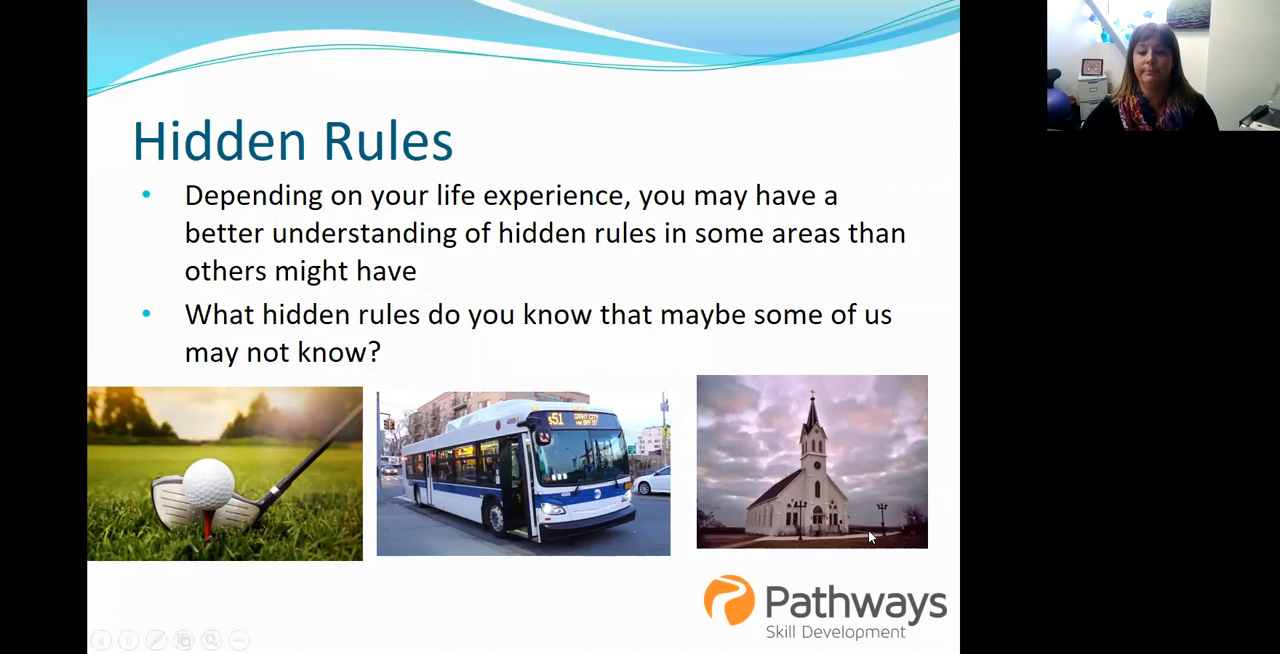 Hidden Rules
• Depending on your life experience, you may have a
better understanding of hidden rules in some areas than
others might have
• What hidden rules do you know that maybe some of us
may not know?
S51
Pathways
Skill Development